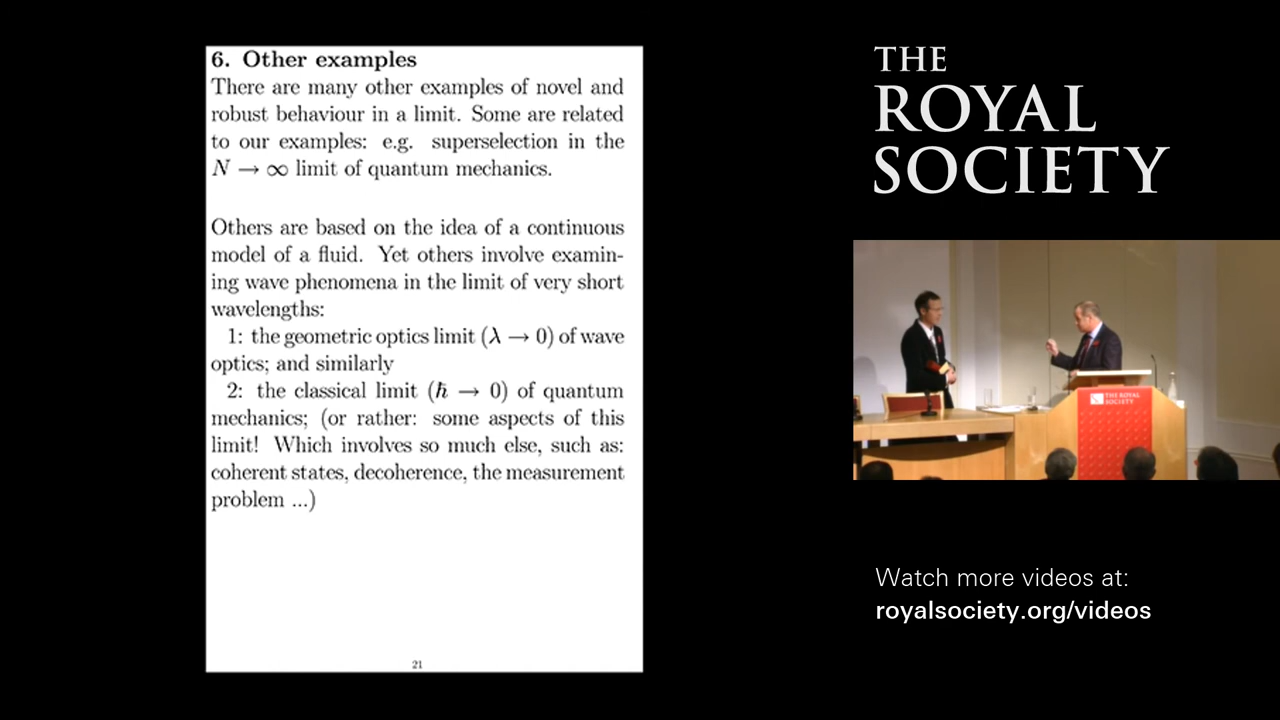 6. Other examples
There are many other examples of novel and
robust behaviour in a limit. Some are related
to our examples: e.g. superselection in the
N → ∞ limit of quantum mechanics.
Others are based on the idea of a continuous
model of a fluid. Yet others involve examin-
ing wave phenomena in the limit of very short
wavelengths:
1: the geometric optics limit (λ → 0) of wave
optics; and similarly
2: the classical limit (ℏ → 0) of quantum
mechanics; (or rather: some aspects of this
limit! Which involves so much else, such as:
coherent states, decoherence, the measurement
problem ...)
21
THE
ROYAL
SOCIETY
THE ROYAL
SOCIETY
Watch more videos at:
royalsociety.org/videos